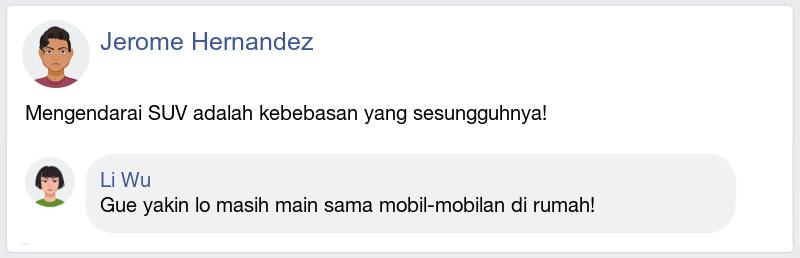 Jerome Hernandez
Mengendarai SUV adalah kebebasan yang sesungguhnya!
Li Wu
Gue yakin lo masih main sama mobil-mobilan di rumah!